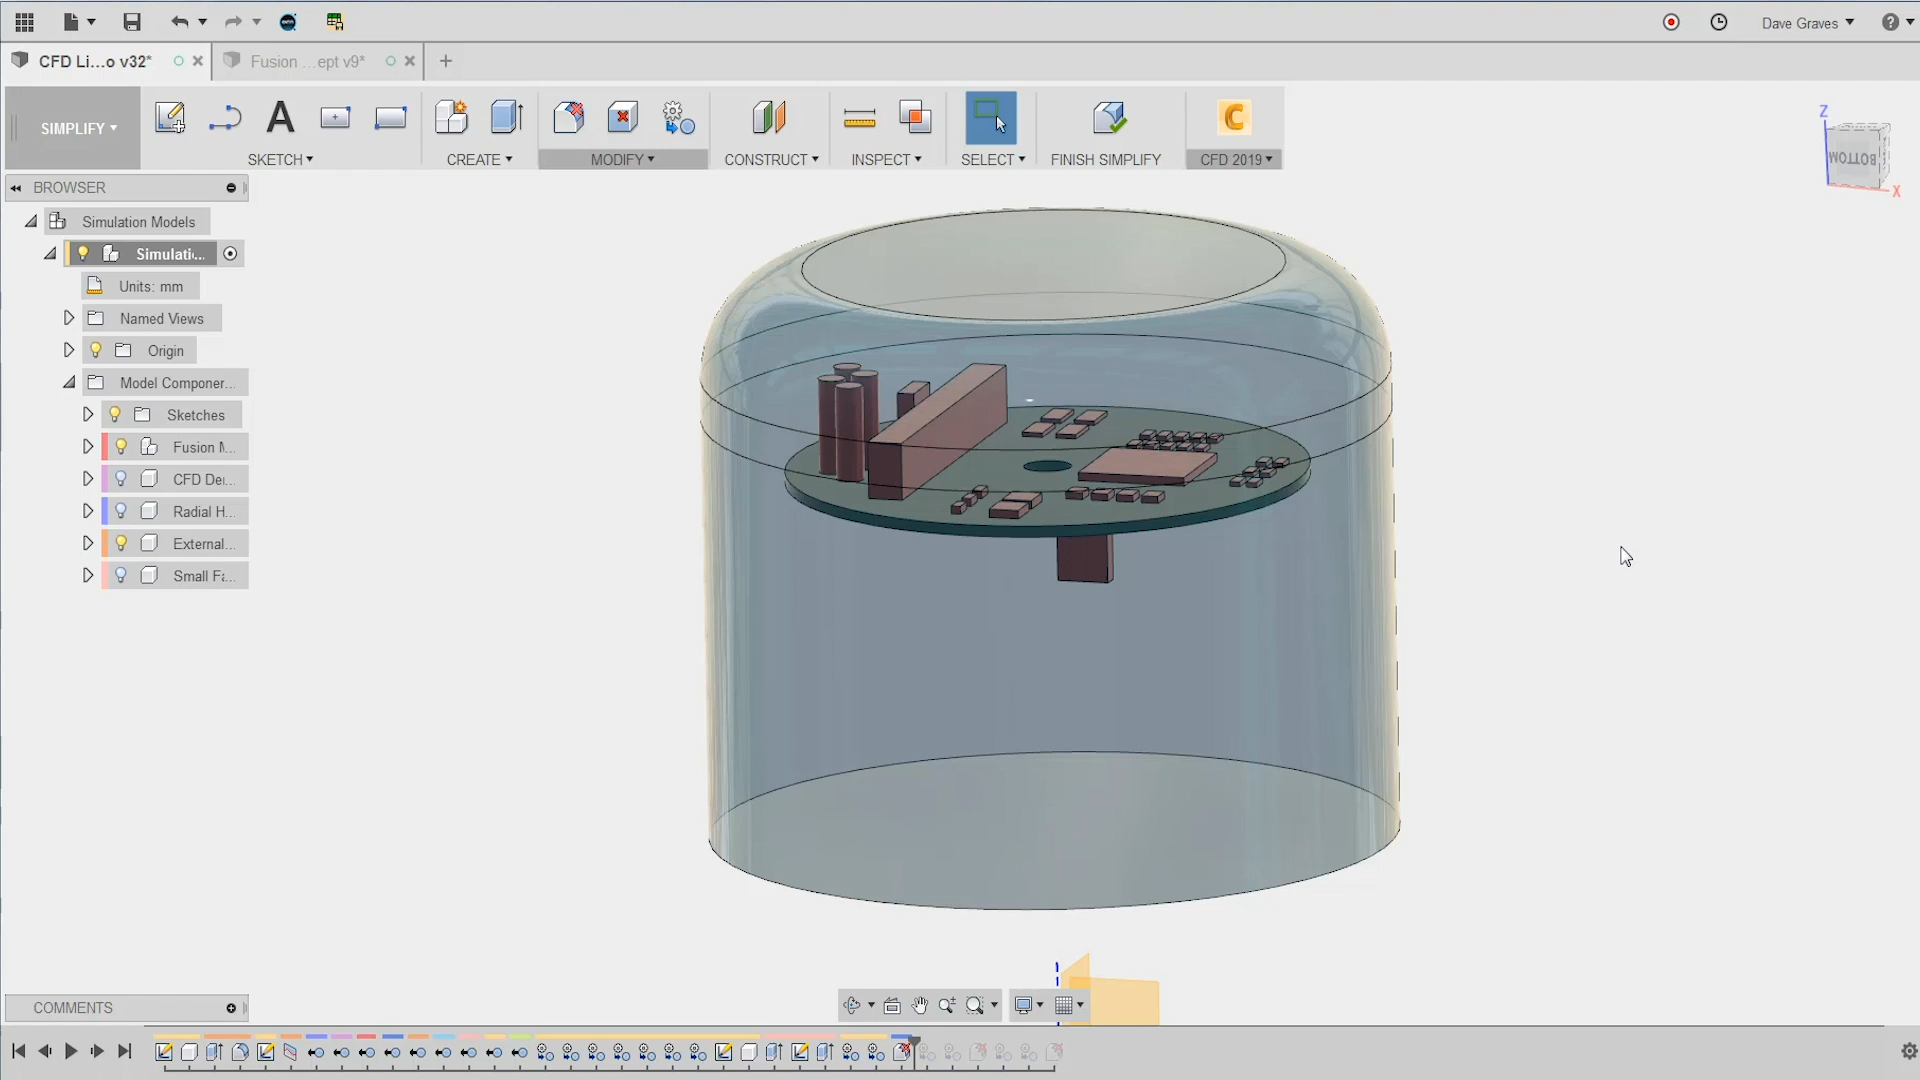 Dave Graves
CFD Li...o v32*
Fusion ...ept v9*
SIMPLIFY
SKETCH
CREATE
MODIFY
CONSTRUCT
INSPECT
SELECT
FINISH SIMPLIFY
CFD 2019
Z
BOTTOM
X
BROWSER
Simulation Models
Simulati...
Units: mm
Named Views
Origin
Model Componer...
Sketches
Fusion M...
CFD De...
Radial H...
External...
Small Fa...
COMMENTS